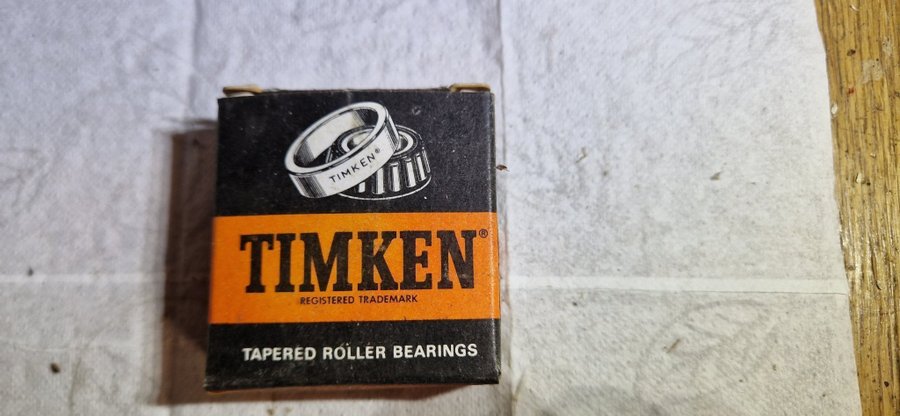 TIMKEN®
TIMKEN®
REGISTERED TRADEMARK
TAPERED ROLLER BEARINGS